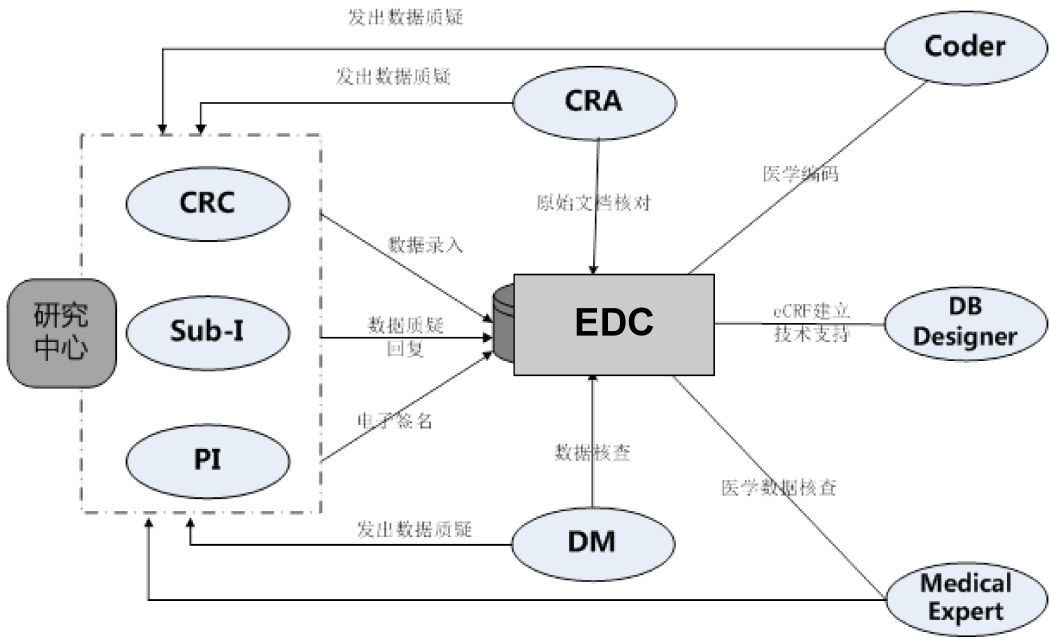 发出数据质疑
Coder
发出数据质疑
CRA
医学编码
CRC
原始文档核对
数据录入
研究
中心
Sub-I
数据质疑
回复
EDC
eCRF建立
技术支持
DB
Designer
电子签名
PI
数据核查
医学数据核查
发出数据质疑
DM
Medical
Expert